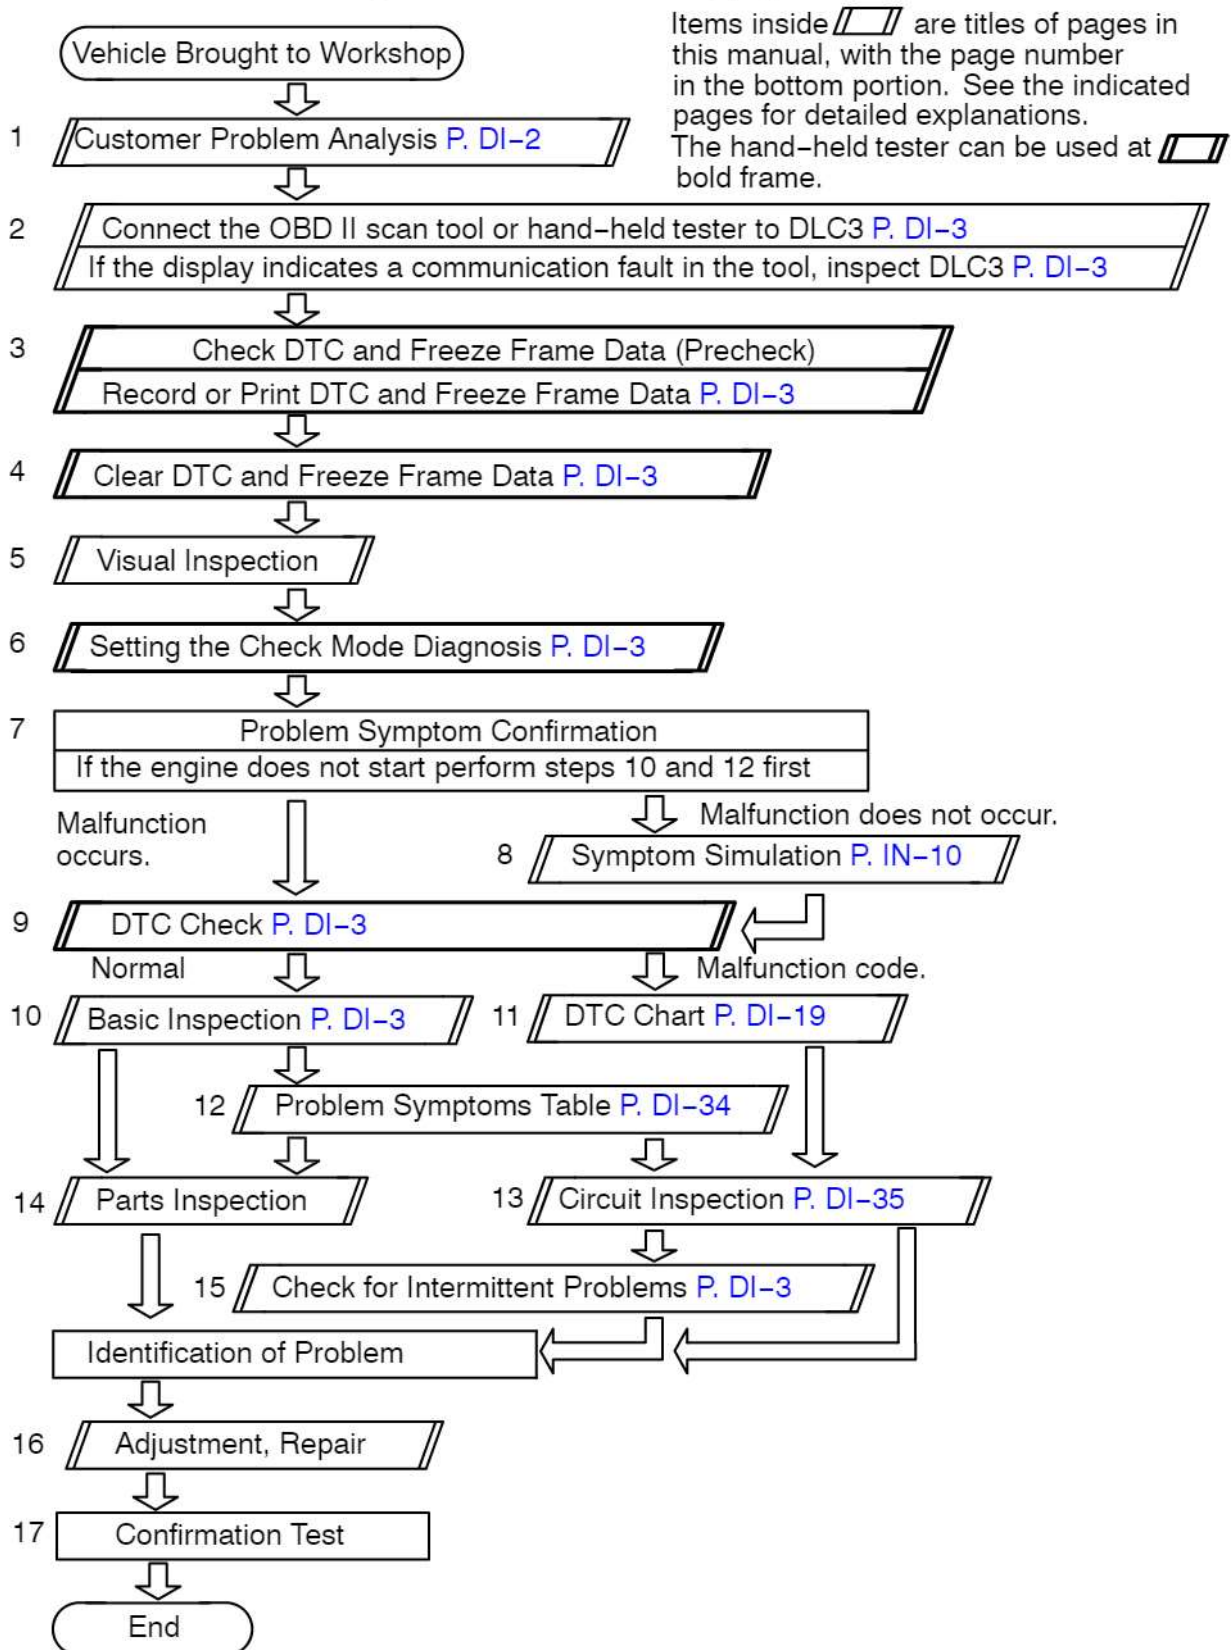 Vehicle Brought to Workshop
Items inside are titles of pages in
this manual, with the page number
in the bottom portion. See the indicated
pages for detailed explanations.
The hand-held tester can be used at
bold frame.
1 Customer Problem Analysis P. DI-2
2 Connect the OBD II scan tool or hand-held tester to DLC3 P. DI-3
If the display indicates a communication fault in the tool, inspect DLC3 P. DI-3
3 Check DTC and Freeze Frame Data (Precheck)
Record or Print DTC and Freeze Frame Data P. DI-3
4 Clear DTC and Freeze Frame Data P. DI-3
5 Visual Inspection
6 Setting the Check Mode Diagnosis P. DI-3
7 Problem Symptom Confirmation
If the engine does not start perform steps 10 and 12 first
Malfunction
occurs.
Malfunction does not occur.
8 Symptom Simulation P. IN-10
9 DTC Check P. DI-3
Normal
Malfunction code.
10 Basic Inspection P. DI-3
11 DTC Chart P. DI-19
12 Problem Symptoms Table P. DI-34
14 Parts Inspection
13 Circuit Inspection P. DI-35
15 Check for Intermittent Problems P. DI-3
Identification of Problem
16 Adjustment, Repair
17 Confirmation Test
End